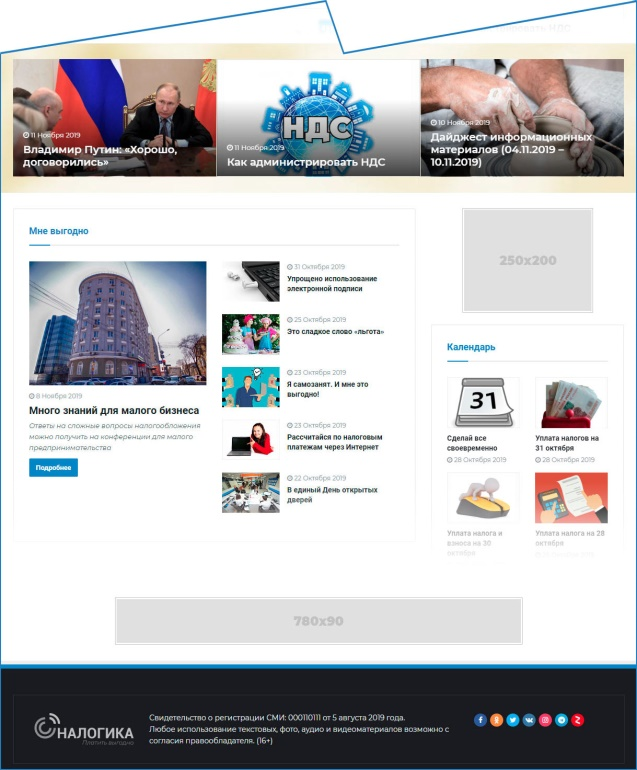 11 Ноября 2019
Владимир Путин: «Хорошо,
договорились»
НДС
11 Ноября 2019
Как администрировать НДС
10 Ноября 2019
Дайджест информационных
материалов (04.11.2019 –
10.11.2019)
Мне выгодно
8 Ноября 2019
Много знаний для малого бизнеса
Ответы на сложные вопросы налогообложения
можно получить на конференции для малого
предпринимательства
Подробнее
31 Октября 2019
Упрощено использование
электронной подписи
25 Октября 2019
Это сладкое слово «льгота»
23 Октября 2019
Я самозанят. И мне это
выгодно!
23 Октября 2019
Рассчитайся по налоговым
платежам через Интернет
22 Октября 2019
В единый День открытых
дверей
250x200
Календарь
31
Сделай все
своевременно
28 Октября 2019
Уплата налогов на
31 октября
28 Октября 2019
Уплата налога и
взноса на 30
октября
Уплата налога на 28
октября
780x90
НАЛОГИКА
Платить выгодно
Свидетельство о регистрации СМИ: 000110111 от 5 августа 2019 года.
Любое использование текстовых, фото, аудио и видеоматериалов возможно с
согласия правообладателя. (16+)